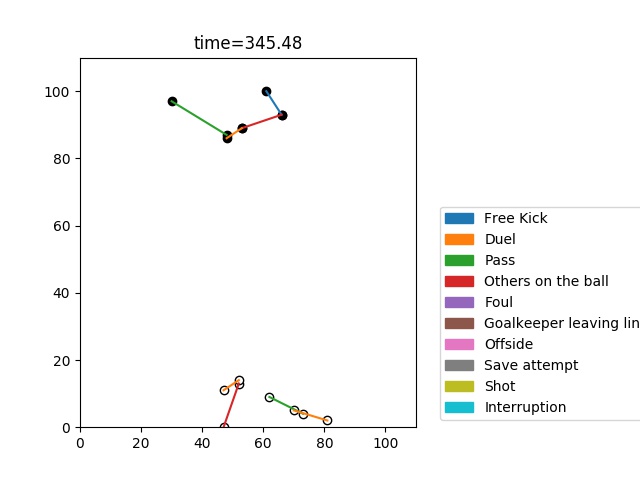 time=345.48
100
80
60
40
20
0
0 20 40 60 80 100
Free Kick
Duel
Pass
Others on the ball
Foul
Goalkeeper leaving lin
Offside
Save attempt
Shot
Interruption